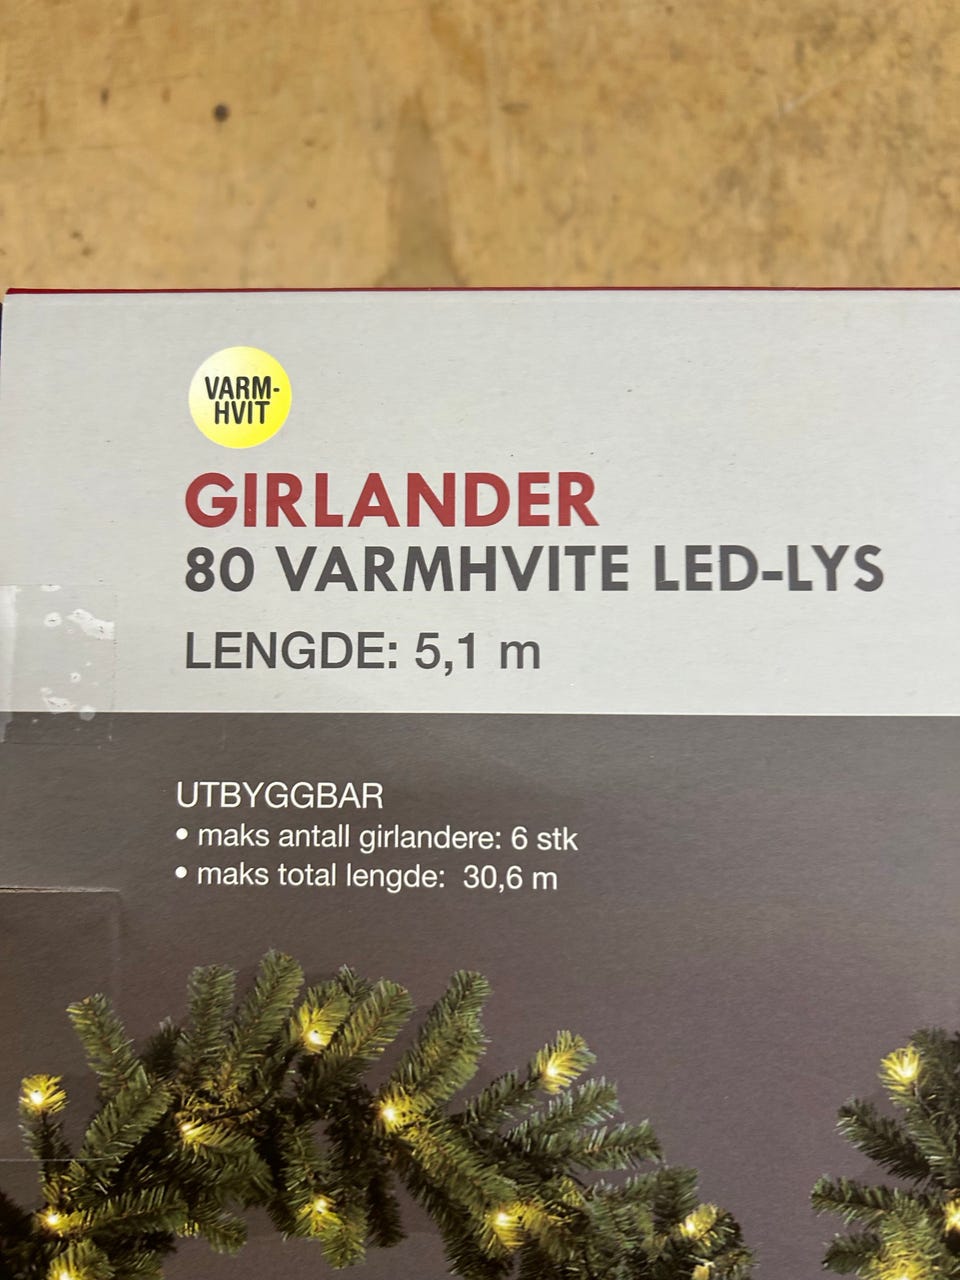 VARM-
HVIT
GIRLANDER
80 VARMHVITE LED-LYS
LENGDE: 5,1 m
UTBYGGBAR
• maks antall girlandere: 6 stk
• maks total lengde: 30,6 m